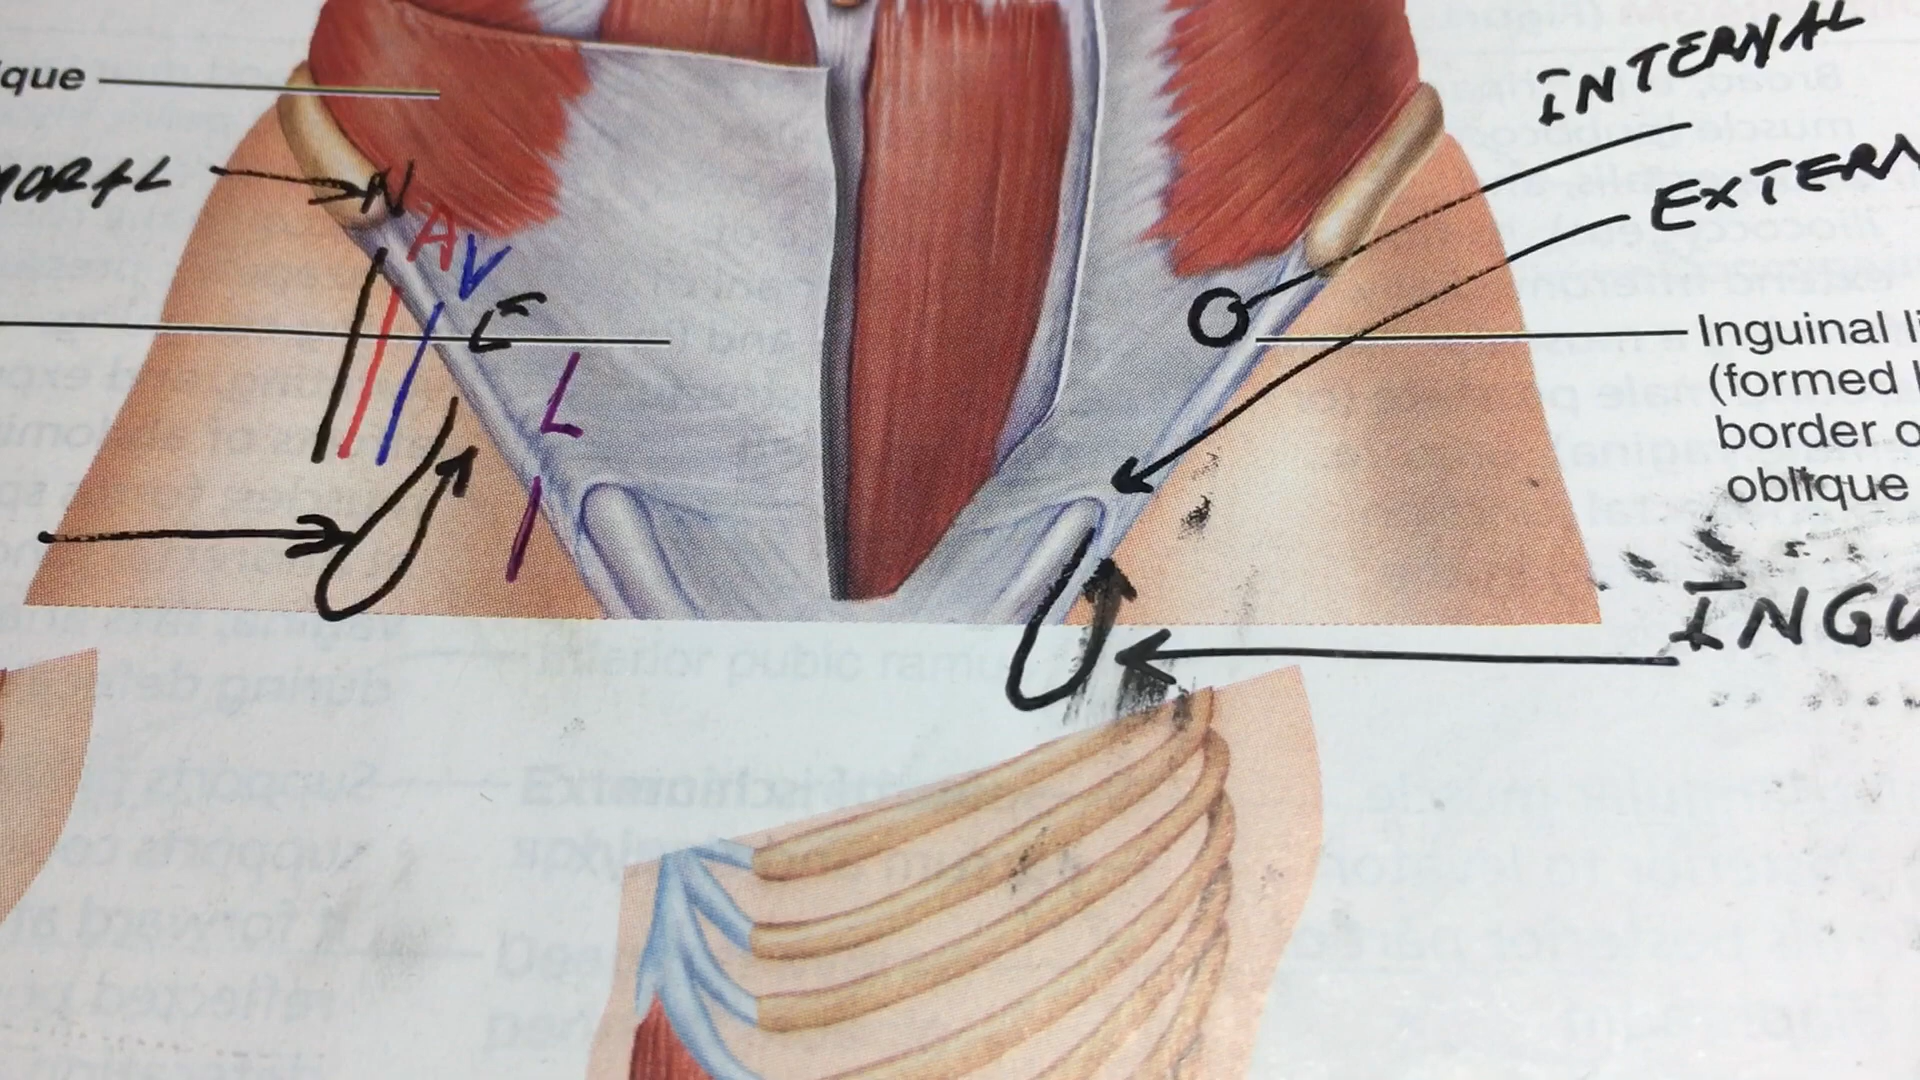 INTERNAL
ique
EXTERN
MORAL
N
A
V
E
Inguinal li
(formed l
border o
oblique
L
INGU